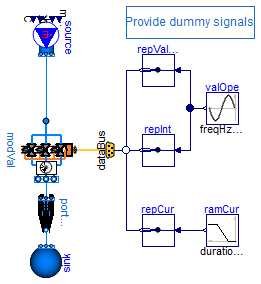 m
C
source
Provide dummy signals
repVal...
valOpe
freqHz...
modVal
dataBus
repInt
port...
repCur
ramCur
duratio...
sink